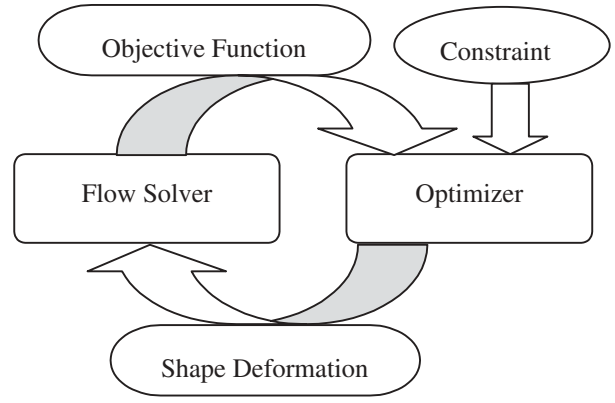 Objective Function
Constraint
Flow Solver
Optimizer
Shape Deformation